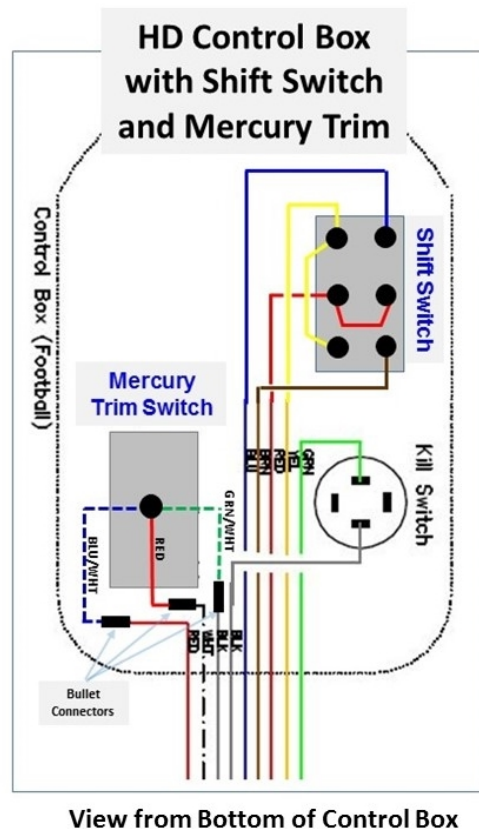 HD Control Box
with Shift Switch
and Mercury Trim
Control Box (Football)
Shift Switch
Mercury
Trim Switch
BLU
BRN
RED
YEL
GRN
Kill Switch
BLU/WHT
RED
GRN/WHT
RED
WHT
BLK
BLK
Bullet
Connectors
View from Bottom of Control Box